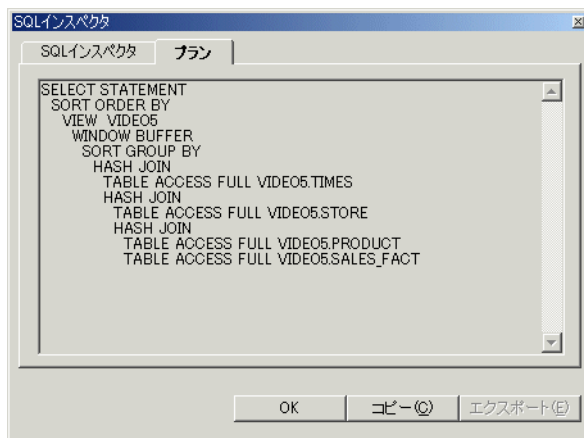 SQLインスペクタ
SQLインスペクタ プラン
SELECT STATEMENT
SORT ORDER BY
VIEW VIDEO5
WINDOW BUFFER
SORT GROUP BY
HASH JOIN
TABLE ACCESS FULL VIDEO5.TIMES
HASH JOIN
TABLE ACCESS FULL VIDEO5.STORE
HASH JOIN
TABLE ACCESS FULL VIDEO5.PRODUCT
TABLE ACCESS FULL VIDEO5.SALES_FACT
OK コピー(C) エクスポート(E)